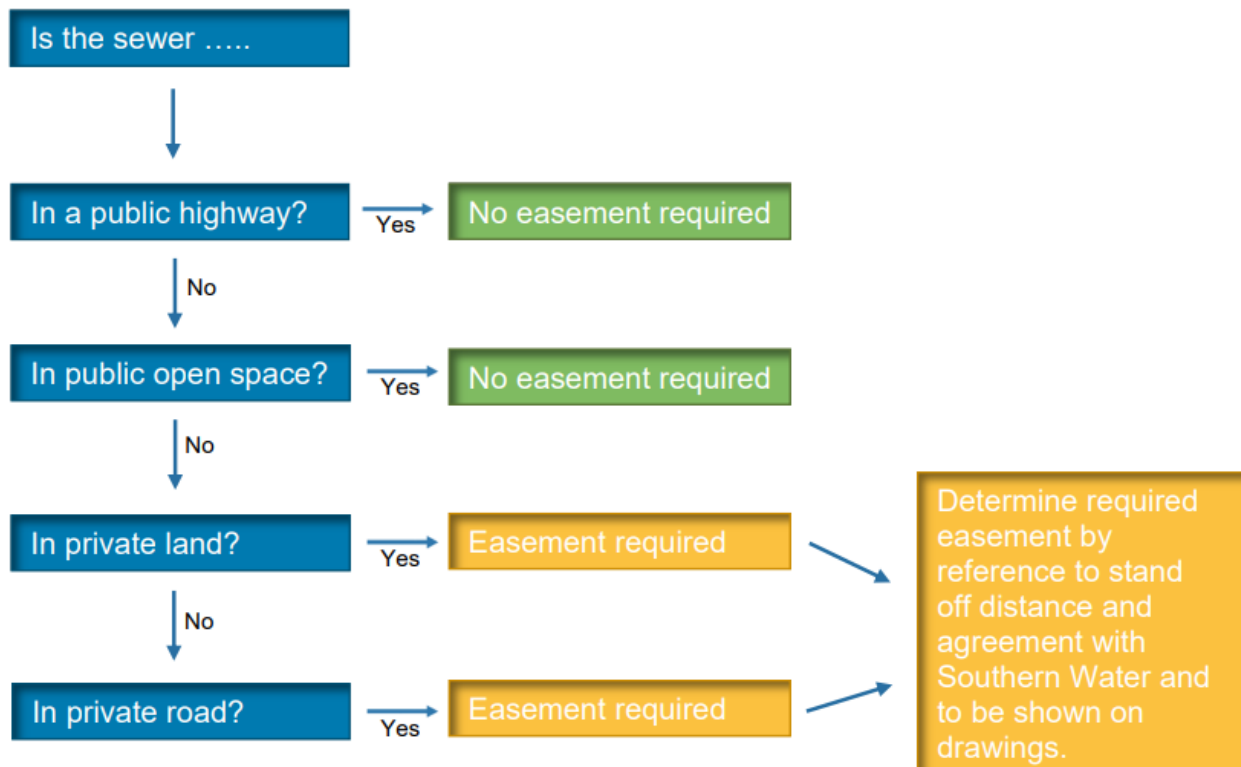 Is the sewer .....
In a public highway?
Yes
No easement required
No
In public open space?
Yes
No easement required
No
In private land?
Yes
Easement required
No
In private road?
Yes
Easement required
Determine required
easement by
reference to stand
off distance and
agreement with
Southern Water and
to be shown on
drawings.